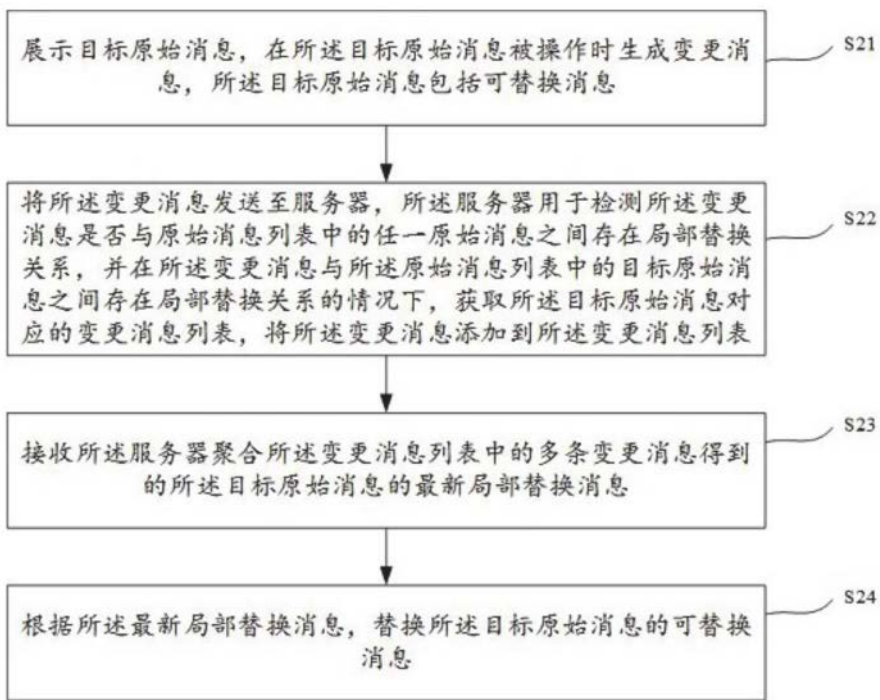 展示目标原始消息，在所述目标原始消息被操作时生成变更消
息，所述目标原始消息包括可替换消息
S21
将所述变更消息发送至服务器，所述服务器用于检测所述变更
消息是否与原始消息列表中的任一原始消息之间存在局部替换
关系，并在所述变更消息与所述原始消息列表中的目标原始消
息之间存在局部替换关系的情况下，获取所述目标原始消息对
应的变更消息列表，将所述变更消息添加到所述变更消息列表
S22
接收所述服务器聚合所述变更消息列表中的多条变更消息得到
的所述目标原始消息的最新局部替换消息
S23
根据所述最新局部替换消息，替换所述目标原始消息的可替换
消息
S24